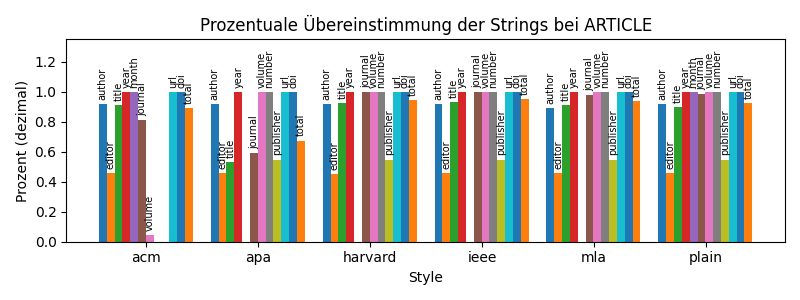 Prozentuale Übereinstimmung der Strings bei ARTICLE
Prozent (dezimal)
1.2
1.0
0.8
0.6
0.4
0.2
0.0
author
editor
title
year
month
journal
volume
url
doi
total
author
editor
title
year
journal
volume
number
publisher
url
doi
total
author
editor
title
year
journal
volume
number
publisher
url
doi
total
author
editor
title
year
journal
volume
number
publisher
url
doi
total
author
editor
title
year
journal
volume
number
publisher
url
doi
total
author
editor
title
year
month
journal
volume
number
publisher
url
doi
total
acm apa harvard ieee mla plain
Style